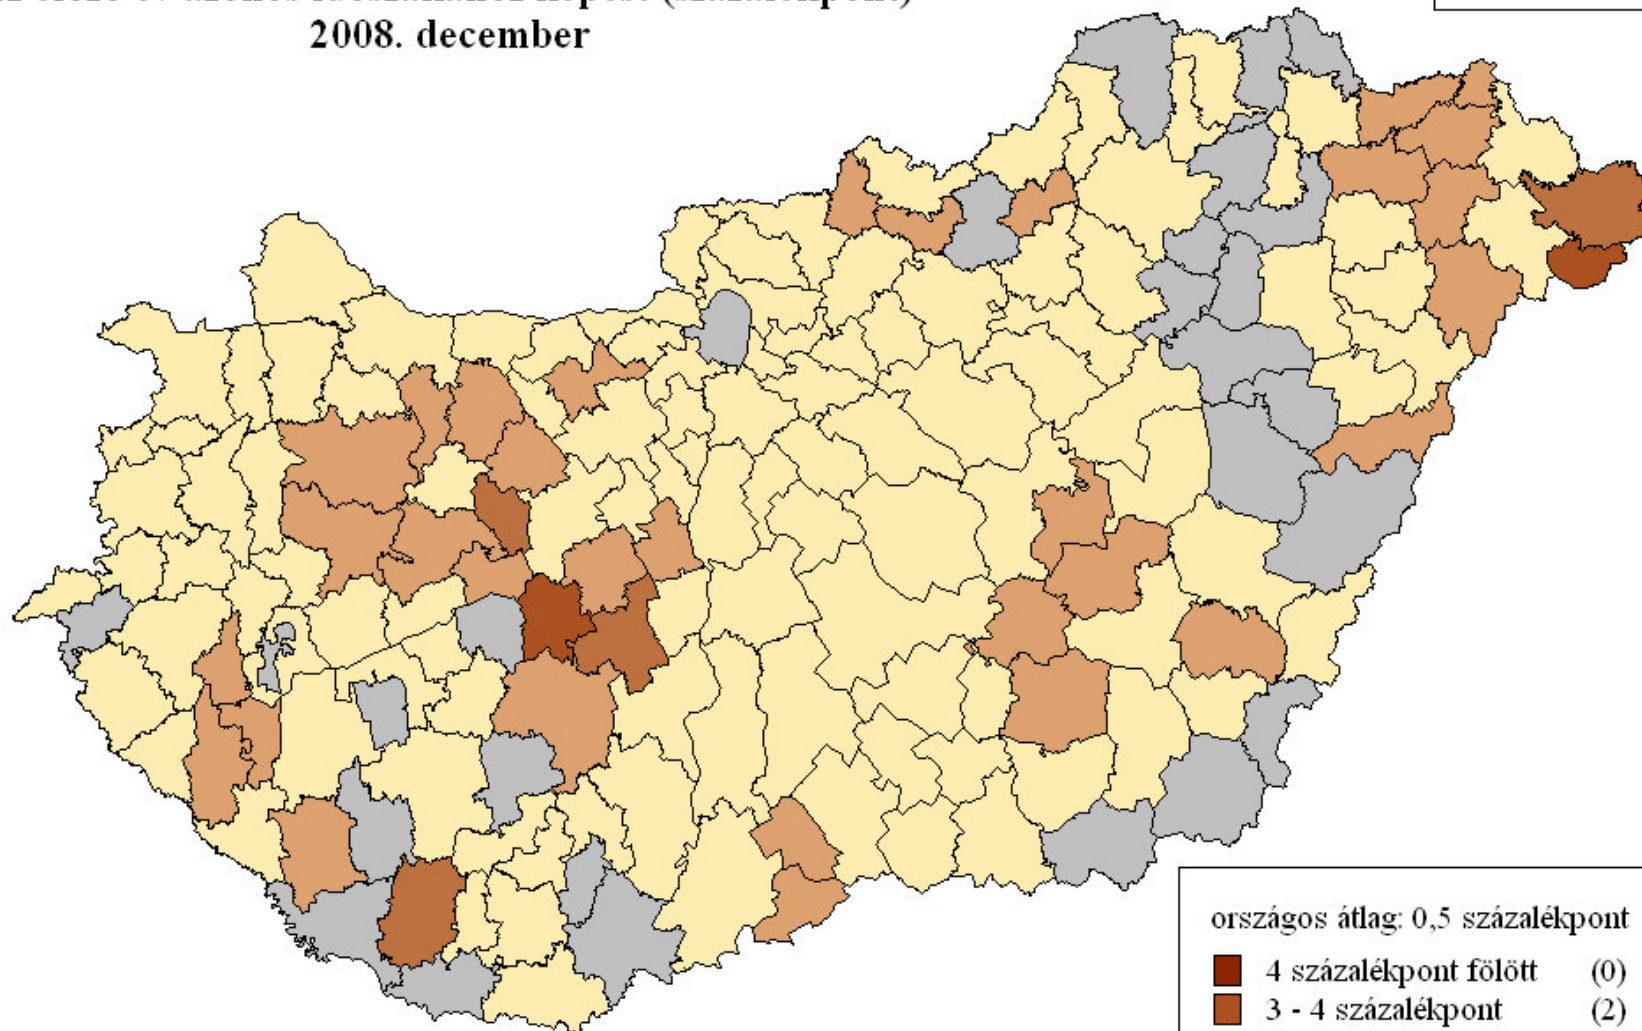 2008. december
országos átlag: 0,5 százalékpont
4 százalékpont fölött (0)
3 - 4 százalékpont (2)